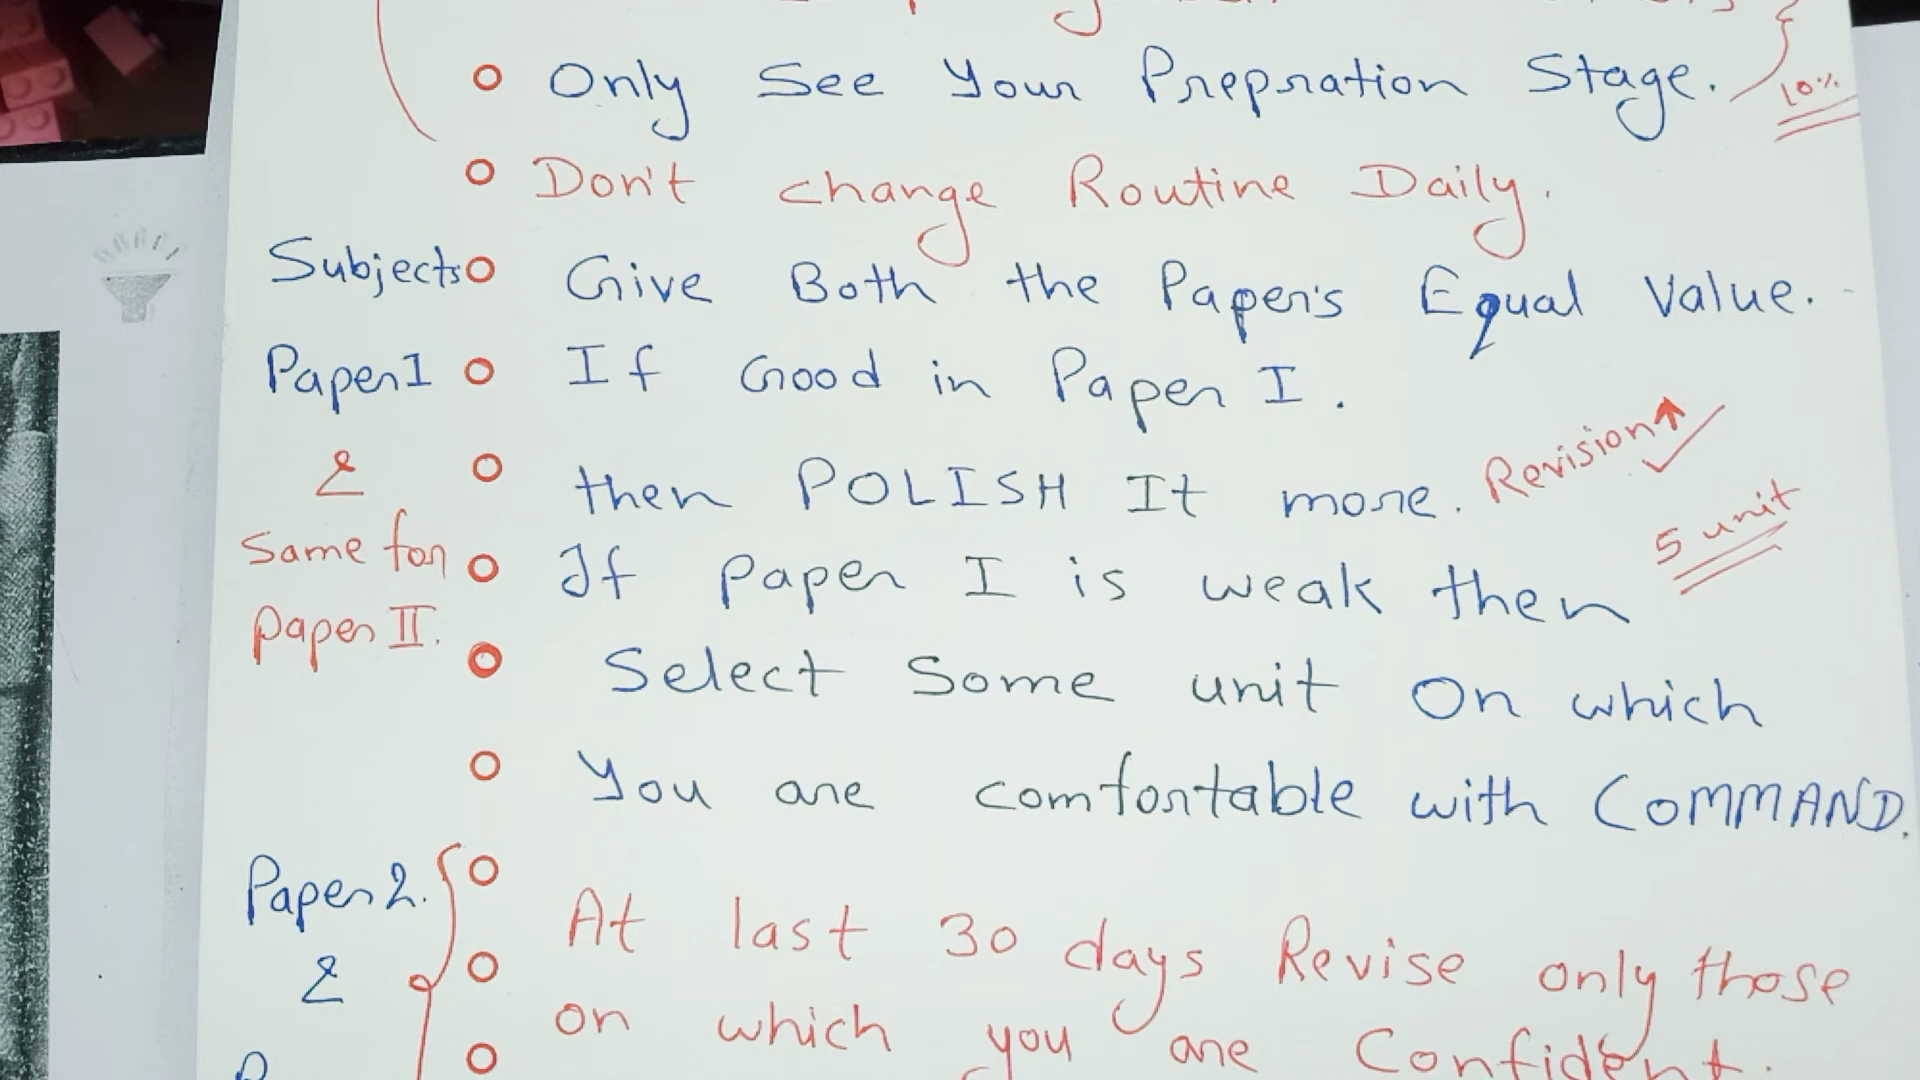 Only See Your Prepration Stage.
10%
Don't change Routine Daily.
Subjects Give Both the Paper's Equal Value.
Paper 1 If Good in Paper I.
& then POLISH It more. Revision↑
5 unit
Same for If Paper I is weak then
Paper II. Select Some unit On which
You are comfortable with COMMAND.
Paper 2.
At last 30 days Revise only those
&
on which you are Confident.